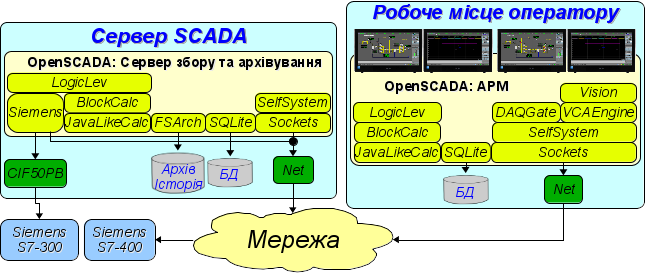 Сервер SCADA
OpenSCADA: Сервер збору та архівування
LogicLev
Siemens
BlockCalc
JavaLikeCalc
FSArch
SQLite
SelfSystem
Sockets
CIF50PB
Архів
Історія
БД
Net
Siemens
S7-300
Siemens
S7-400
Мережа
Робоче місце оператору
OpenSCADA: АРМ
LogicLev
BlockCalc
JavaLikeCalc
SQLite
Vision
DAQGate
VCAEngine
SelfSystem
Sockets
БД
Net